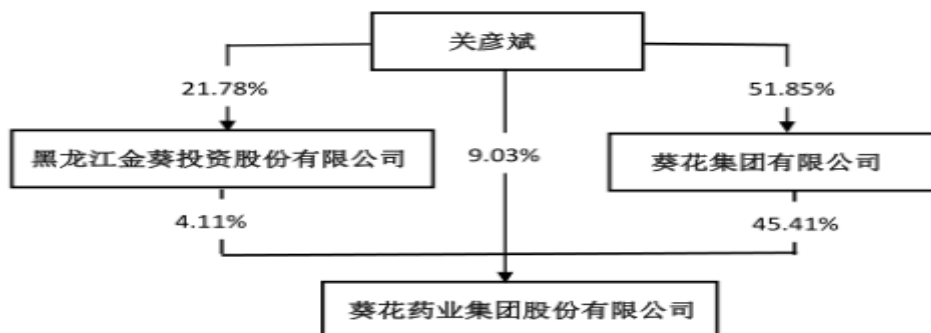 关彦斌
21.78%
51.85%
黑龙江金葵投资股份有限公司
9.03%
葵花集团有限公司
4.11%
45.41%
葵花药业集团股份有限公司